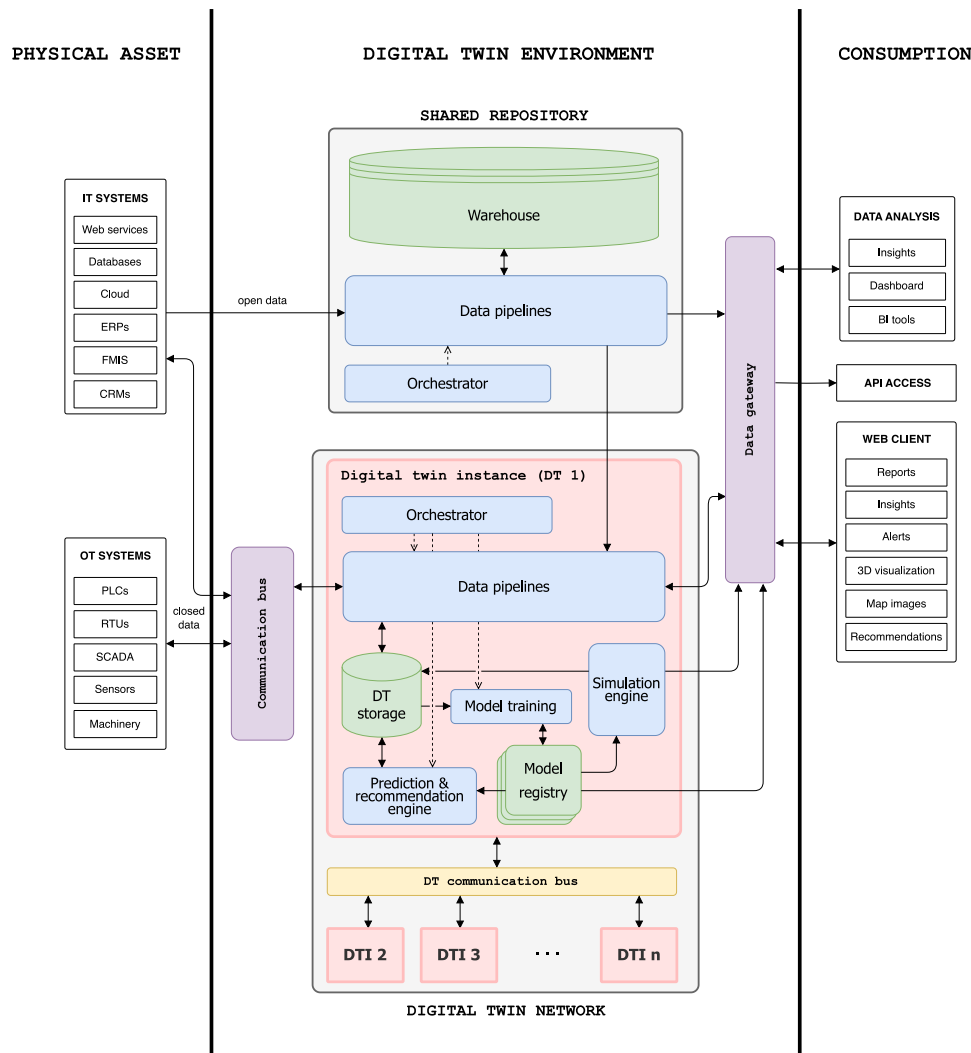 PHYSICAL ASSET
DIGITAL TWIN ENVIRONMENT
CONSUMPTION
SHARED REPOSITORY
Warehouse
Data pipelines
Orchestrator
IT SYSTEMS
Web services
Databases
Cloud
ERPs
FMIS
CRMs
open data
OT SYSTEMS
PLCs
RTUs
SCADA
Sensors
Machinery
closed
data
Communication bus
Digital twin instance (DT 1)
Orchestrator
Data pipelines
DT
storage
Model training
Simulation
engine
Prediction &
recommendation
engine
Model
registry
DT communication bus
DTI 2
DTI 3
...
DTI n
DIGITAL TWIN NETWORK
Data gateway
DATA ANALYSIS
Insights
Dashboard
BI tools
API ACCESS
WEB CLIENT
Reports
Insights
Alerts
3D visualization
Map images
Recommendations